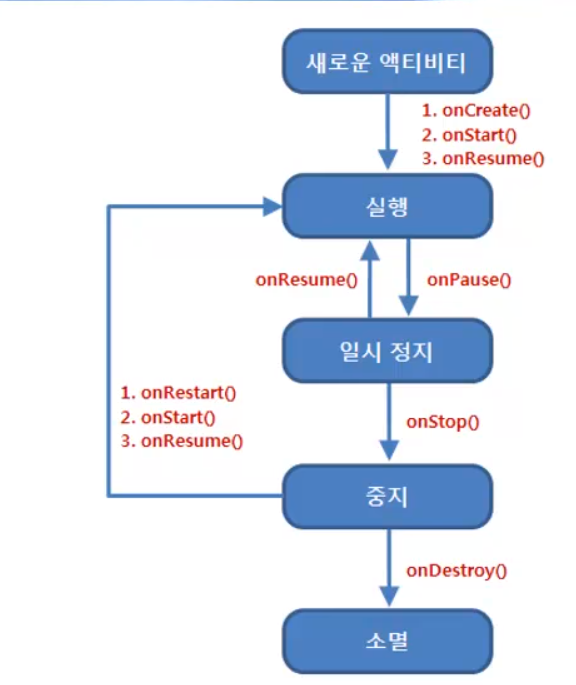 새로운 액티비티
1. onCreate()
2. onStart()
3. onResume()
실행
onResume()
onPause()
일시 정지
1. onRestart()
2. onStart()
3. onResume()
onStop()
중지
onDestroy()
소멸